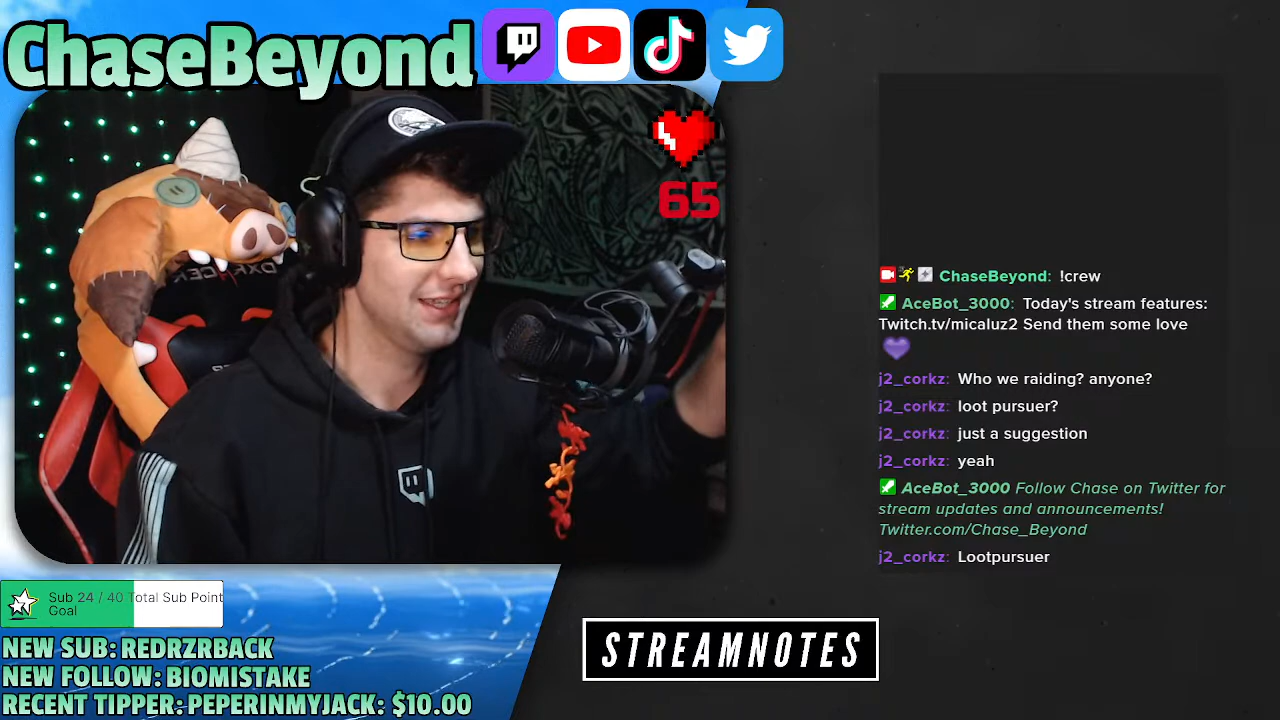 ChaseBeyond
65
ChaseBeyond: !crew
AceBot_3000: Today's stream features:
Twitch.tv/micaluz2 Send them some love
j2_corkz: Who we raiding? anyone?
j2_corkz: loot pursuer?
j2_corkz: just a suggestion
j2_corkz: yeah
AceBot_3000 Follow Chase on Twitter for
stream updates and announcements!
Twitter.com/Chase_Beyond
j2_corkz: Lootpursuer
Sub 24 / 40 Total Sub Point
Goal
NEW SUB: REDRZRBACK
NEW FOLLOW: BIOMISTAKE
RECENT TIPPER: PEPERINMYJACK: $10.00
STREAMNOTES